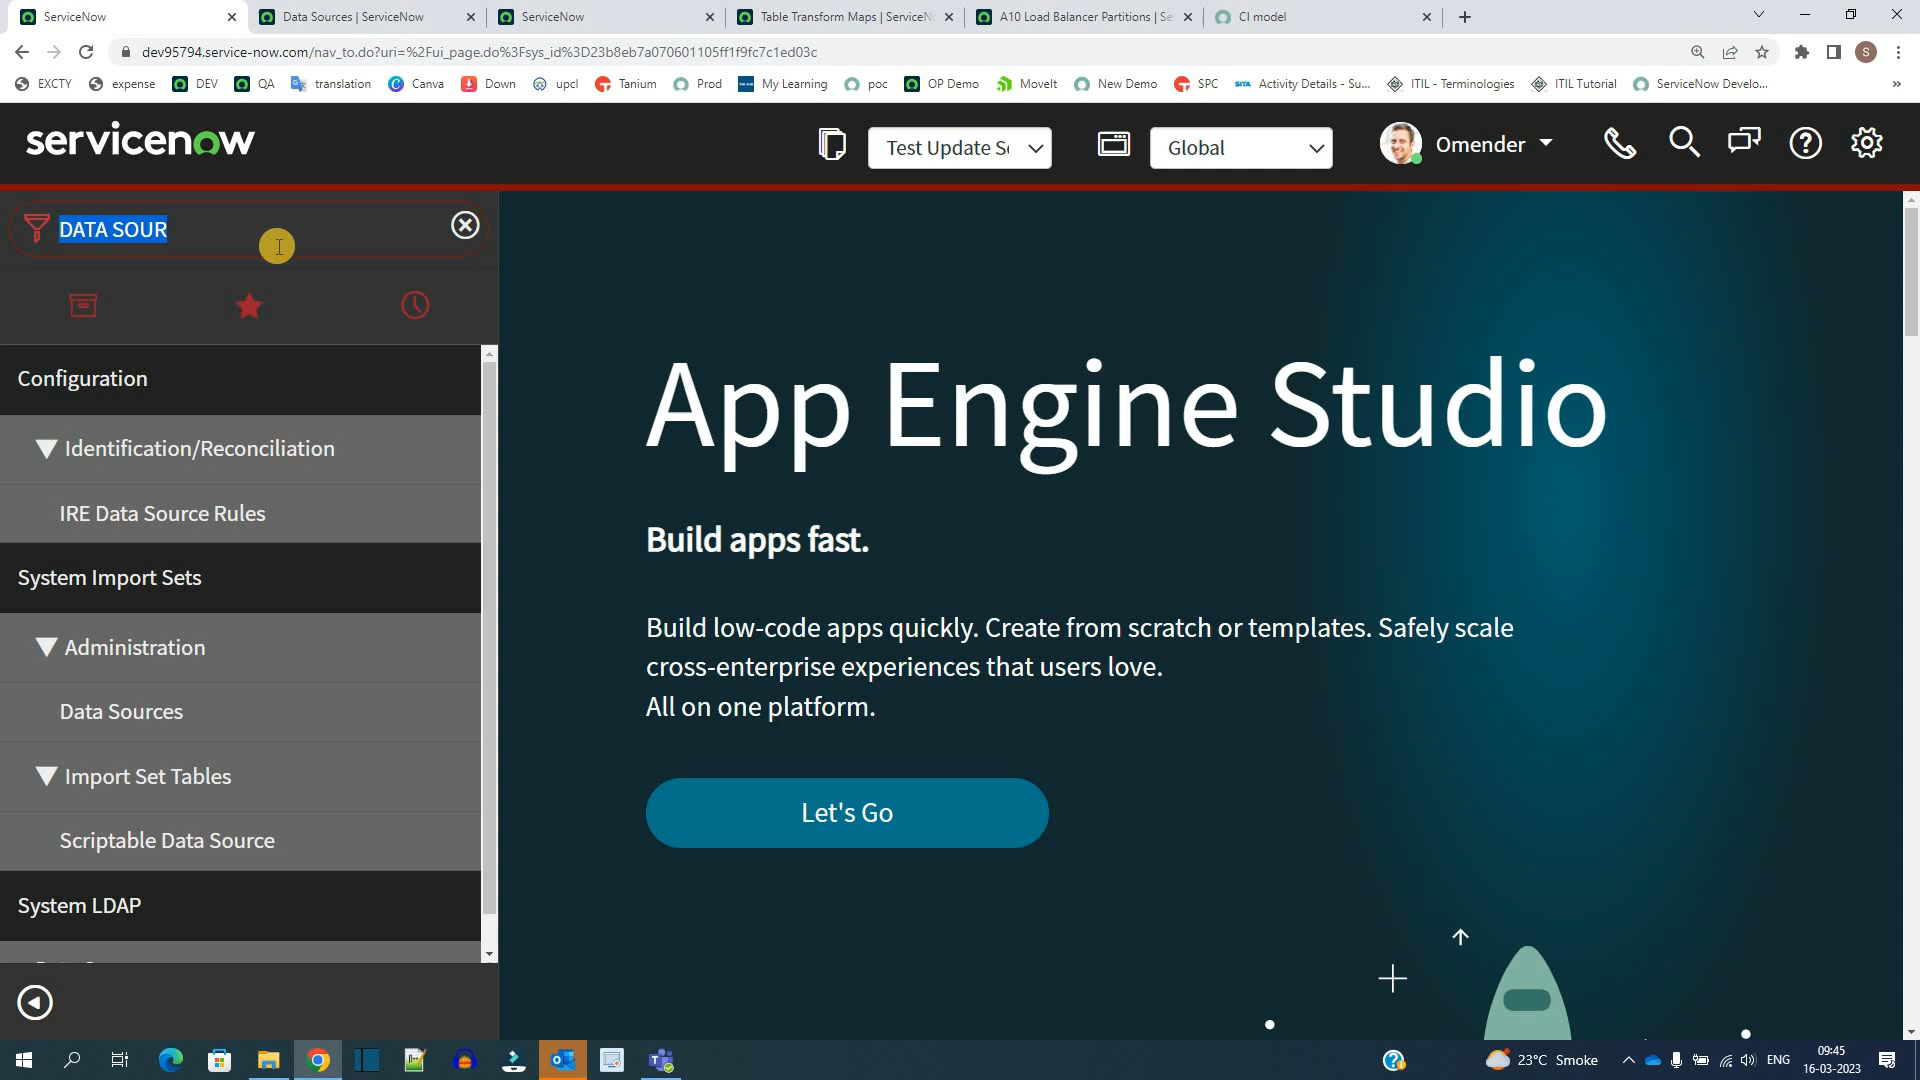 ServiceNow
Data Sources | ServiceNow
ServiceNow
Table Transform Maps | ServiceN
A10 Load Balancer Partitions | Se
CI model
dev95794.service-now.com/nav_to.do?uri=%2Fui_page.do%3Fsys_id%3D23b8eb7a070601105ff1f9fc7c1ed03c
S
EXCTY
expense
DEV
QA
translation
Canva
Down
upcl
Tanium
Prod
My Learning
poc
OP Demo
MoveIt
New Demo
SPC
SITA Activity Details - Su...
ITIL - Terminologies
ITIL Tutorial
ServiceNow Develo...
»
servicenow
Test Update S
Global
Omender
DATA SOUR
Configuration
Identification/Reconciliation
IRE Data Source Rules
System Import Sets
Administration
Data Sources
Import Set Tables
Scriptable Data Source
System LDAP
App Engine Studio
Build apps fast.
Build low-code apps quickly. Create from scratch or templates. Safely scale
cross-enterprise experiences that users love.
All on one platform.
Let's Go
23°C Smoke
ENG
09:45
16-03-2023